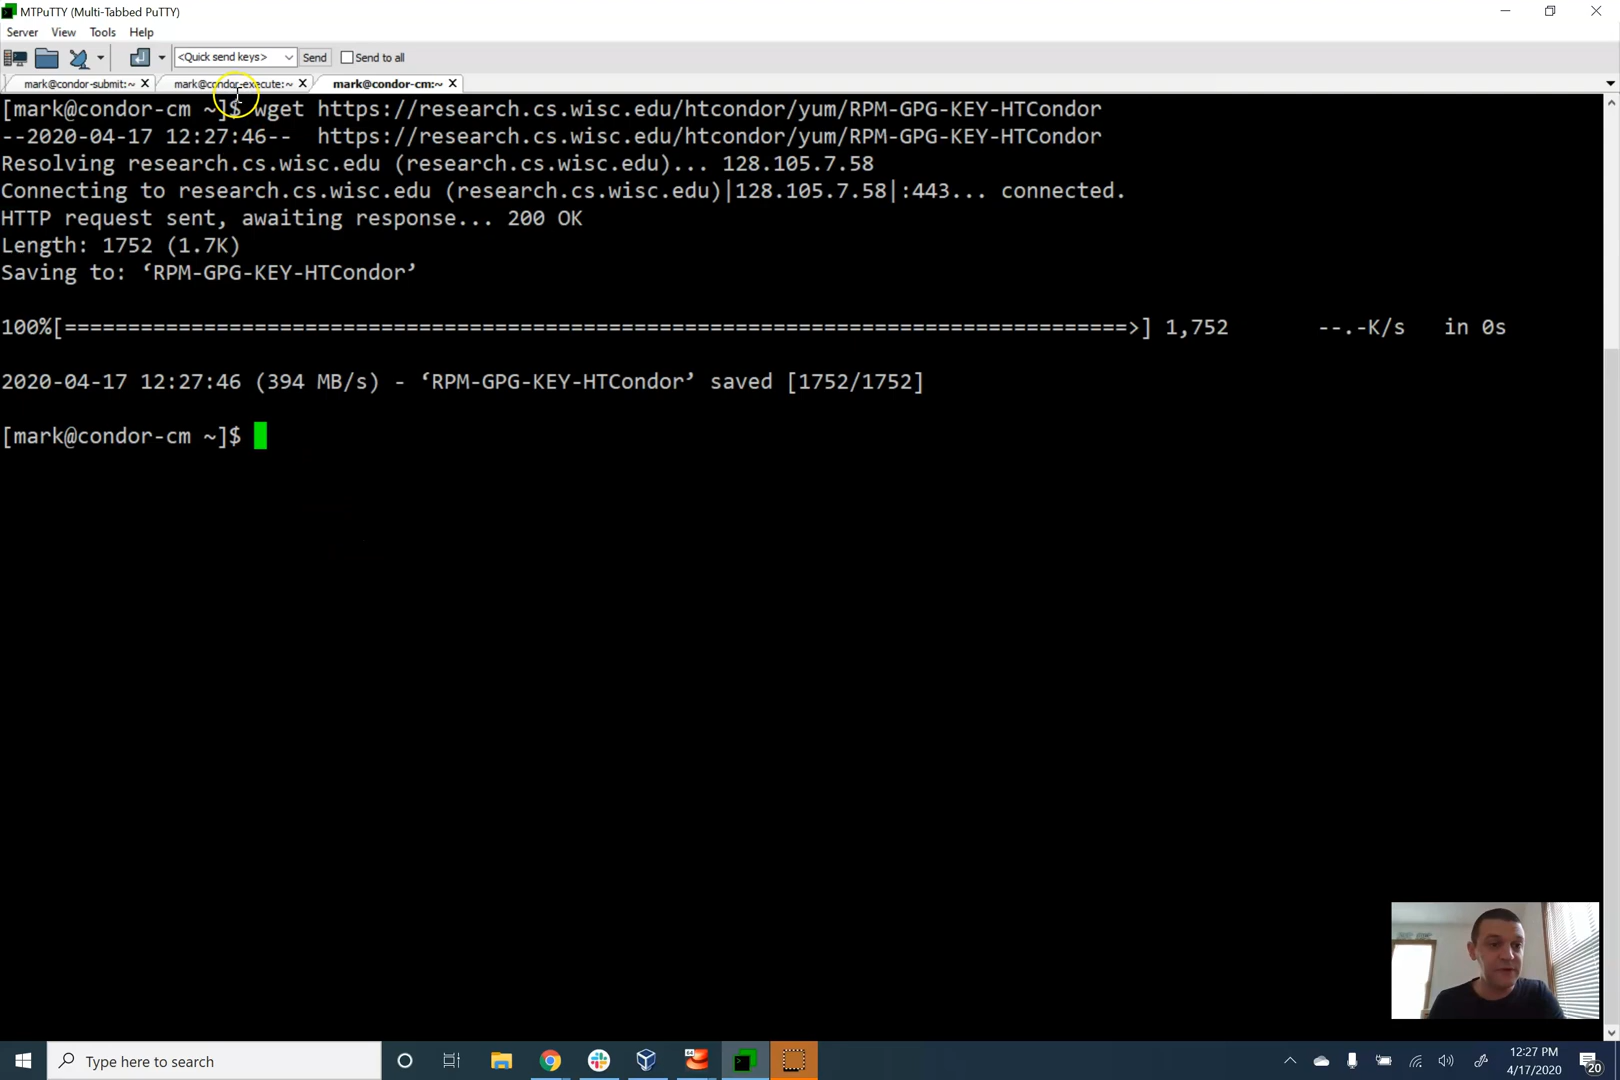 MTPuTTY (Multi-Tabbed PuTTY)
Server View Tools Help
<Quick send keys> Send Send to all
mark@condor-submit:~ mark@condor-execute:~ mark@condor-cm:~
[mark@condor-cm ~]$ wget https://research.cs.wisc.edu/htcondor/yum/RPM-GPG-KEY-HTCondor
--2020-04-17 12:27:46-- https://research.cs.wisc.edu/htcondor/yum/RPM-GPG-KEY-HTCondor
Resolving research.cs.wisc.edu (research.cs.wisc.edu)... 128.105.7.58
Connecting to research.cs.wisc.edu (research.cs.wisc.edu)|128.105.7.58|:443... connected.
HTTP request sent, awaiting response... 200 OK
Length: 1752 (1.7K)
Saving to: ‘RPM-GPG-KEY-HTCondor’
100%[====================================================================================>] 1,752 --.-K/s in 0s
2020-04-17 12:27:46 (394 MB/s) - ‘RPM-GPG-KEY-HTCondor’ saved [1752/1752]
[mark@condor-cm ~]$
Type here to search
12:27 PM
4/17/2020
20